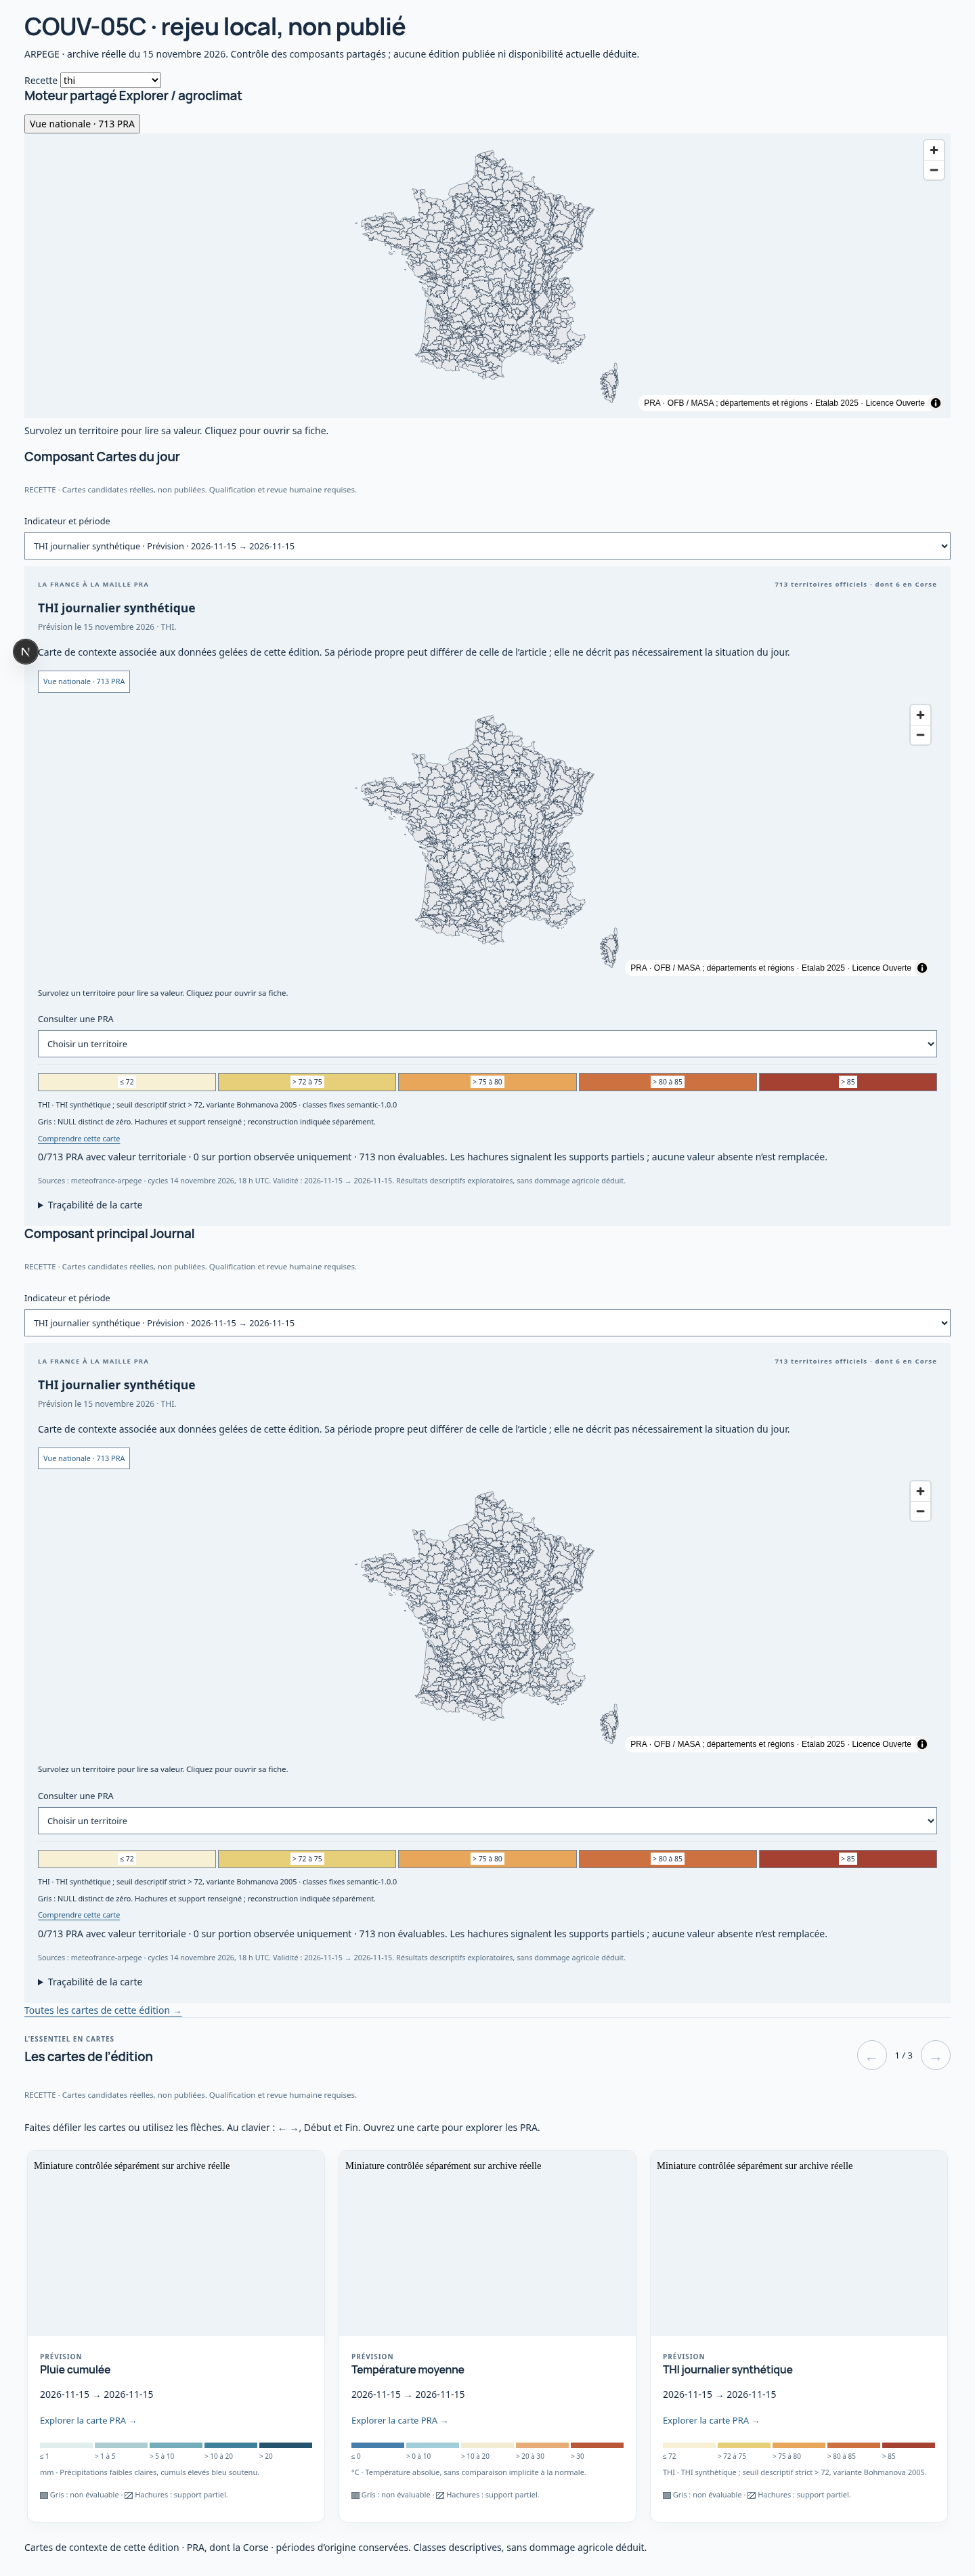 COUV-05C · rejeu local, non publié
ARPEGE · archive réelle du 15 novembre 2026. Contrôle des composants partagés ; aucune édition publiée ni disponibilité actuelle déduite.
Recette thi
Moteur partagé Explorer / agroclimat
Vue nationale · 713 PRA
+
−
PRA · OFB / MASA ; départements et régions · Etalab 2025 · Licence Ouverte
Survolez un territoire pour lire sa valeur. Cliquez pour ouvrir sa fiche.
Composant Cartes du jour
RECETTE · Cartes candidates réelles, non publiées. Qualification et revue humaine requises.
Indicateur et période
THI journalier synthétique · Prévision · 2026-11-15 → 2026-11-15
LA FRANCE À LA MAILLE PRA
713 territoires officiels · dont 6 en Corse
THI journalier synthétique
Prévision le 15 novembre 2026 · THI.
N
Carte de contexte associée aux données gelées de cette édition. Sa période propre peut différer de celle de l’article ; elle ne décrit pas nécessairement la situation du jour.
Vue nationale · 713 PRA
+
−
PRA · OFB / MASA ; départements et régions · Etalab 2025 · Licence Ouverte
Survolez un territoire pour lire sa valeur. Cliquez pour ouvrir sa fiche.
Consulter une PRA
Choisir un territoire
≤ 72 > 72 à 75 > 75 à 80 > 80 à 85 > 85
THI · THI synthétique ; seuil descriptif strict > 72, variante Bohmanova 2005 · classes fixes semantic-1.0.0
Gris : NULL distinct de zéro. Hachures et support renseigné ; reconstruction indiquée séparément.
Comprendre cette carte
0/713 PRA avec valeur territoriale · 0 sur portion observée uniquement · 713 non évaluables. Les hachures signalent les supports partiels ; aucune valeur absente n’est remplacée.
Sources : meteofrance-arpege · cycles 14 novembre 2026, 18 h UTC. Validité : 2026-11-15 → 2026-11-15. Résultats descriptifs exploratoires, sans dommage agricole déduit.
▶ Traçabilité de la carte
Composant principal Journal
RECETTE · Cartes candidates réelles, non publiées. Qualification et revue humaine requises.
Indicateur et période
THI journalier synthétique · Prévision · 2026-11-15 → 2026-11-15
LA FRANCE À LA MAILLE PRA
713 territoires officiels · dont 6 en Corse
THI journalier synthétique
Prévision le 15 novembre 2026 · THI.
Carte de contexte associée aux données gelées de cette édition. Sa période propre peut différer de celle de l’article ; elle ne décrit pas nécessairement la situation du jour.
Vue nationale · 713 PRA
+
−
PRA · OFB / MASA ; départements et régions · Etalab 2025 · Licence Ouverte
Survolez un territoire pour lire sa valeur. Cliquez pour ouvrir sa fiche.
Consulter une PRA
Choisir un territoire
≤ 72 > 72 à 75 > 75 à 80 > 80 à 85 > 85
THI · THI synthétique ; seuil descriptif strict > 72, variante Bohmanova 2005 · classes fixes semantic-1.0.0
Gris : NULL distinct de zéro. Hachures et support renseigné ; reconstruction indiquée séparément.
Comprendre cette carte
0/713 PRA avec valeur territoriale · 0 sur portion observée uniquement · 713 non évaluables. Les hachures signalent les supports partiels ; aucune valeur absente n’est remplacée.
Sources : meteofrance-arpege · cycles 14 novembre 2026, 18 h UTC. Validité : 2026-11-15 → 2026-11-15. Résultats descriptifs exploratoires, sans dommage agricole déduit.
▶ Traçabilité de la carte
Toutes les cartes de cette édition →
L’ESSENTIEL EN CARTES
Les cartes de l’édition
← 1 / 3 →
RECETTE · Cartes candidates réelles, non publiées. Qualification et revue humaine requises.
Faites défiler les cartes ou utilisez les flèches. Au clavier : ← →, Début et Fin. Ouvrez une carte pour explorer les PRA.
Miniature contrôlée séparément sur archive réelle
PRÉVISION
Pluie cumulée
2026-11-15 → 2026-11-15
Explorer la carte PRA →
≤ 1 > 1 à 5 > 5 à 10 > 10 à 20 > 20
mm · Précipitations faibles claires, cumuls élevés bleu soutenu.
Gris : non évaluable · Hachures : support partiel.
Miniature contrôlée séparément sur archive réelle
PRÉVISION
Température moyenne
2026-11-15 → 2026-11-15
Explorer la carte PRA →
≤ 0 > 0 à 10 > 10 à 20 > 20 à 30 > 30
°C · Température absolue, sans comparaison implicite à la normale.
Gris : non évaluable · Hachures : support partiel.
Miniature contrôlée séparément sur archive réelle
PRÉVISION
THI journalier synthétique
2026-11-15 → 2026-11-15
Explorer la carte PRA →
≤ 72 > 72 à 75 > 75 à 80 > 80 à 85 > 85
THI · THI synthétique ; seuil descriptif strict > 72, variante Bohmanova 2005.
Gris : non évaluable · Hachures : support partiel.
Cartes de contexte de cette édition · PRA, dont la Corse · périodes d’origine conservées. Classes descriptives, sans dommage agricole déduit.